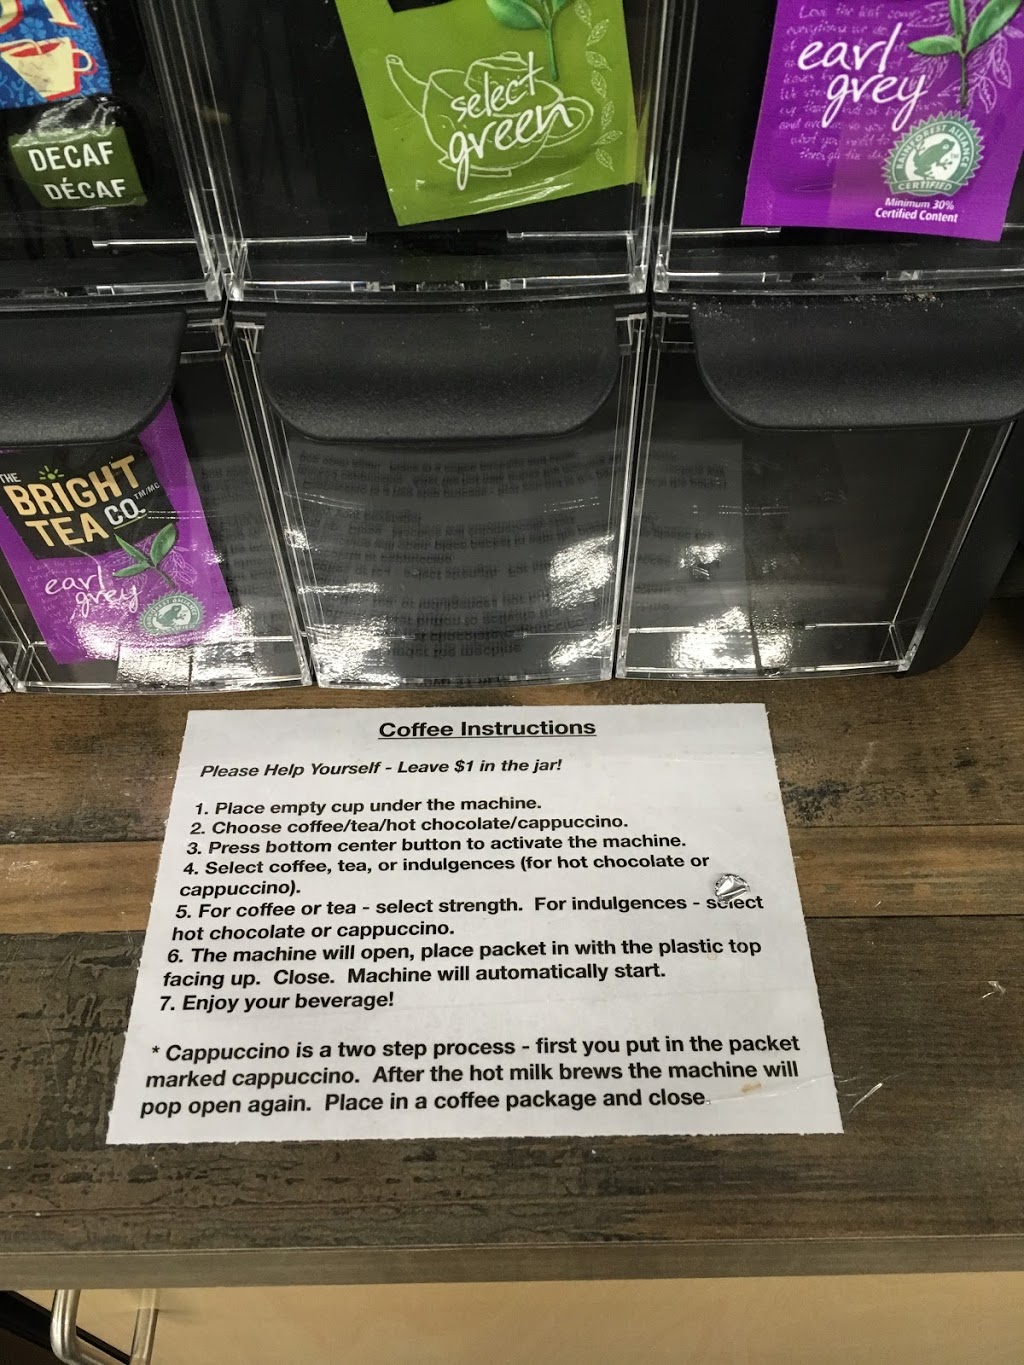 DECAF
DÉCAF
select
green
earl
grey
RAINFOREST ALLIANCE
CERTIFIED
Minimum 30%
Certified Content
THE
BRIGHT
TEA CO.™/MC
earl
grey
Coffee Instructions
Please Help Yourself - Leave $1 in the jar!
1. Place empty cup under the machine.
2. Choose coffee/tea/hot chocolate/cappuccino.
3. Press bottom center button to activate the machine.
4. Select coffee, tea, or indulgences (for hot chocolate or
cappuccino).
5. For coffee or tea - select strength.  For indulgences - select
hot chocolate or cappuccino.
6. The machine will open, place packet in with the plastic top
facing up.  Close.  Machine will automatically start.
7. Enjoy your beverage!
* Cappuccino is a two step process - first you put in the packet
marked cappuccino.  After the hot milk brews the machine will
pop open again.  Place in a coffee package and close.